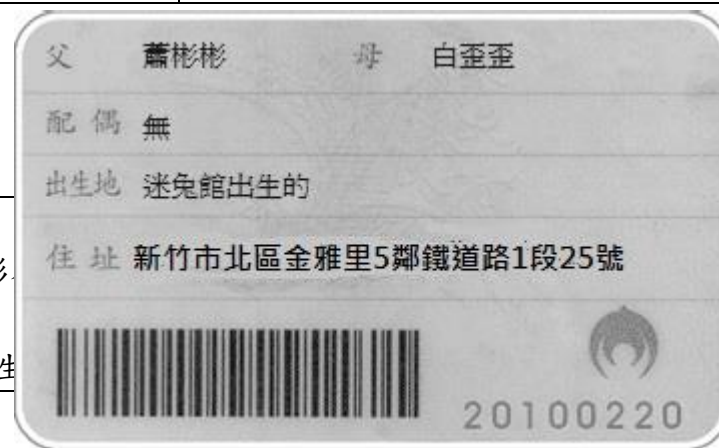 父 蕭彬彬 母 白歪歪
配偶 無
出生地 迷兔館出生的
住址 新竹市北區金雅里5鄰鐵道路1段25號
20100220